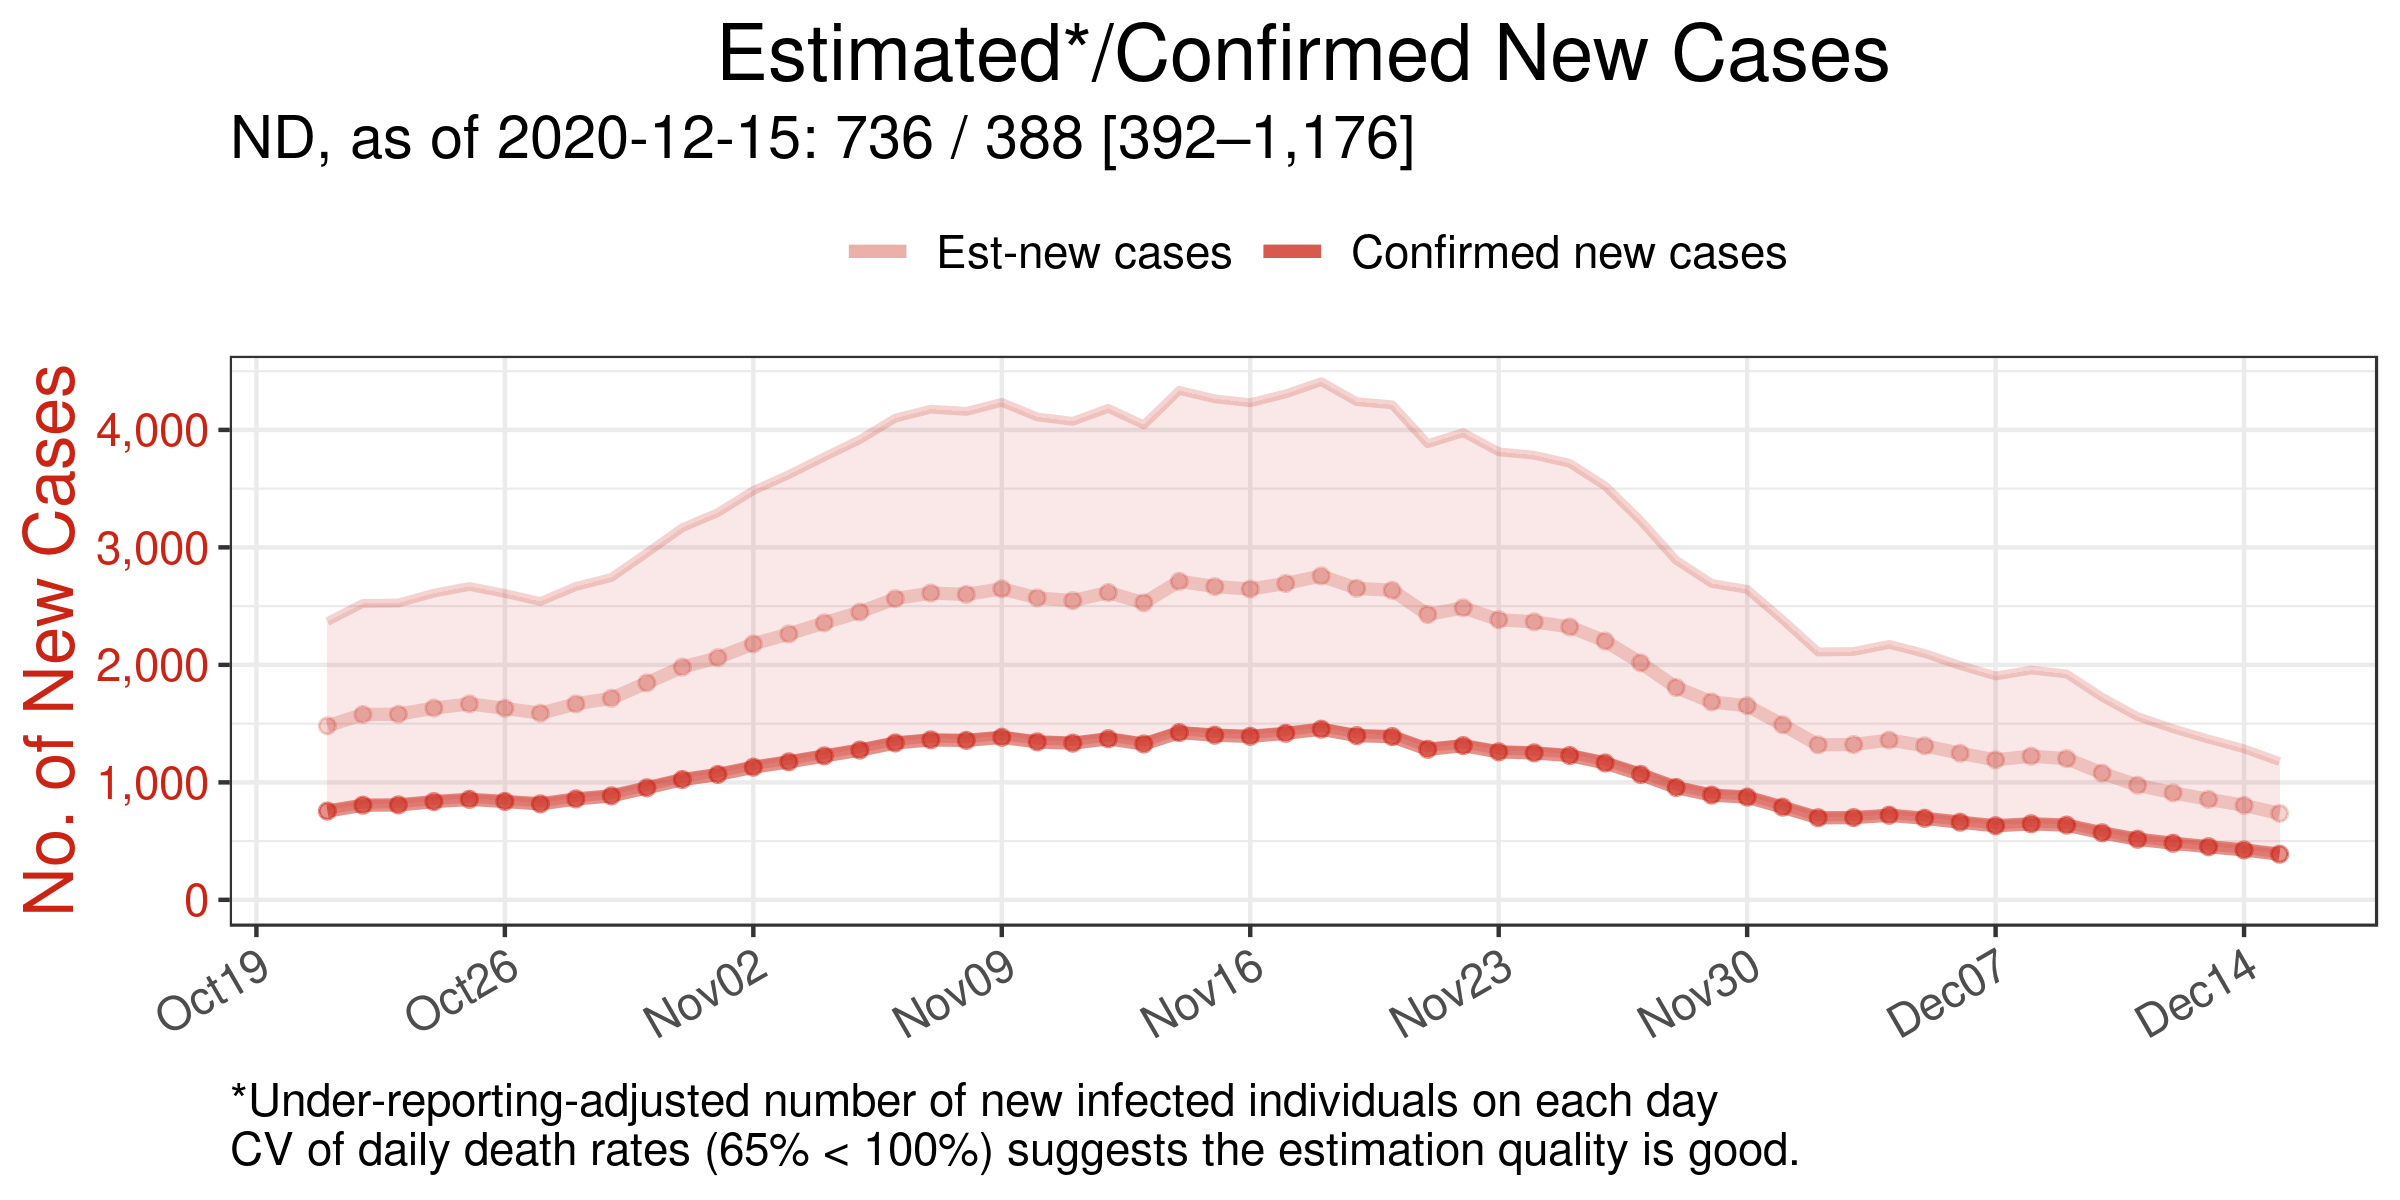 Estimated*/Confirmed New Cases
ND, as of 2020-12-15: 736 / 388 [392–1,176]
Est-new cases Confirmed new cases
No. of New Cases
4,000
3,000
2,000
1,000
0
Oct19 Oct26 Nov02 Nov09 Nov16 Nov23 Nov30 Dec07 Dec14
*Under-reporting-adjusted number of new infected individuals on each day
CV of daily death rates (65% < 100%) suggests the estimation quality is good.